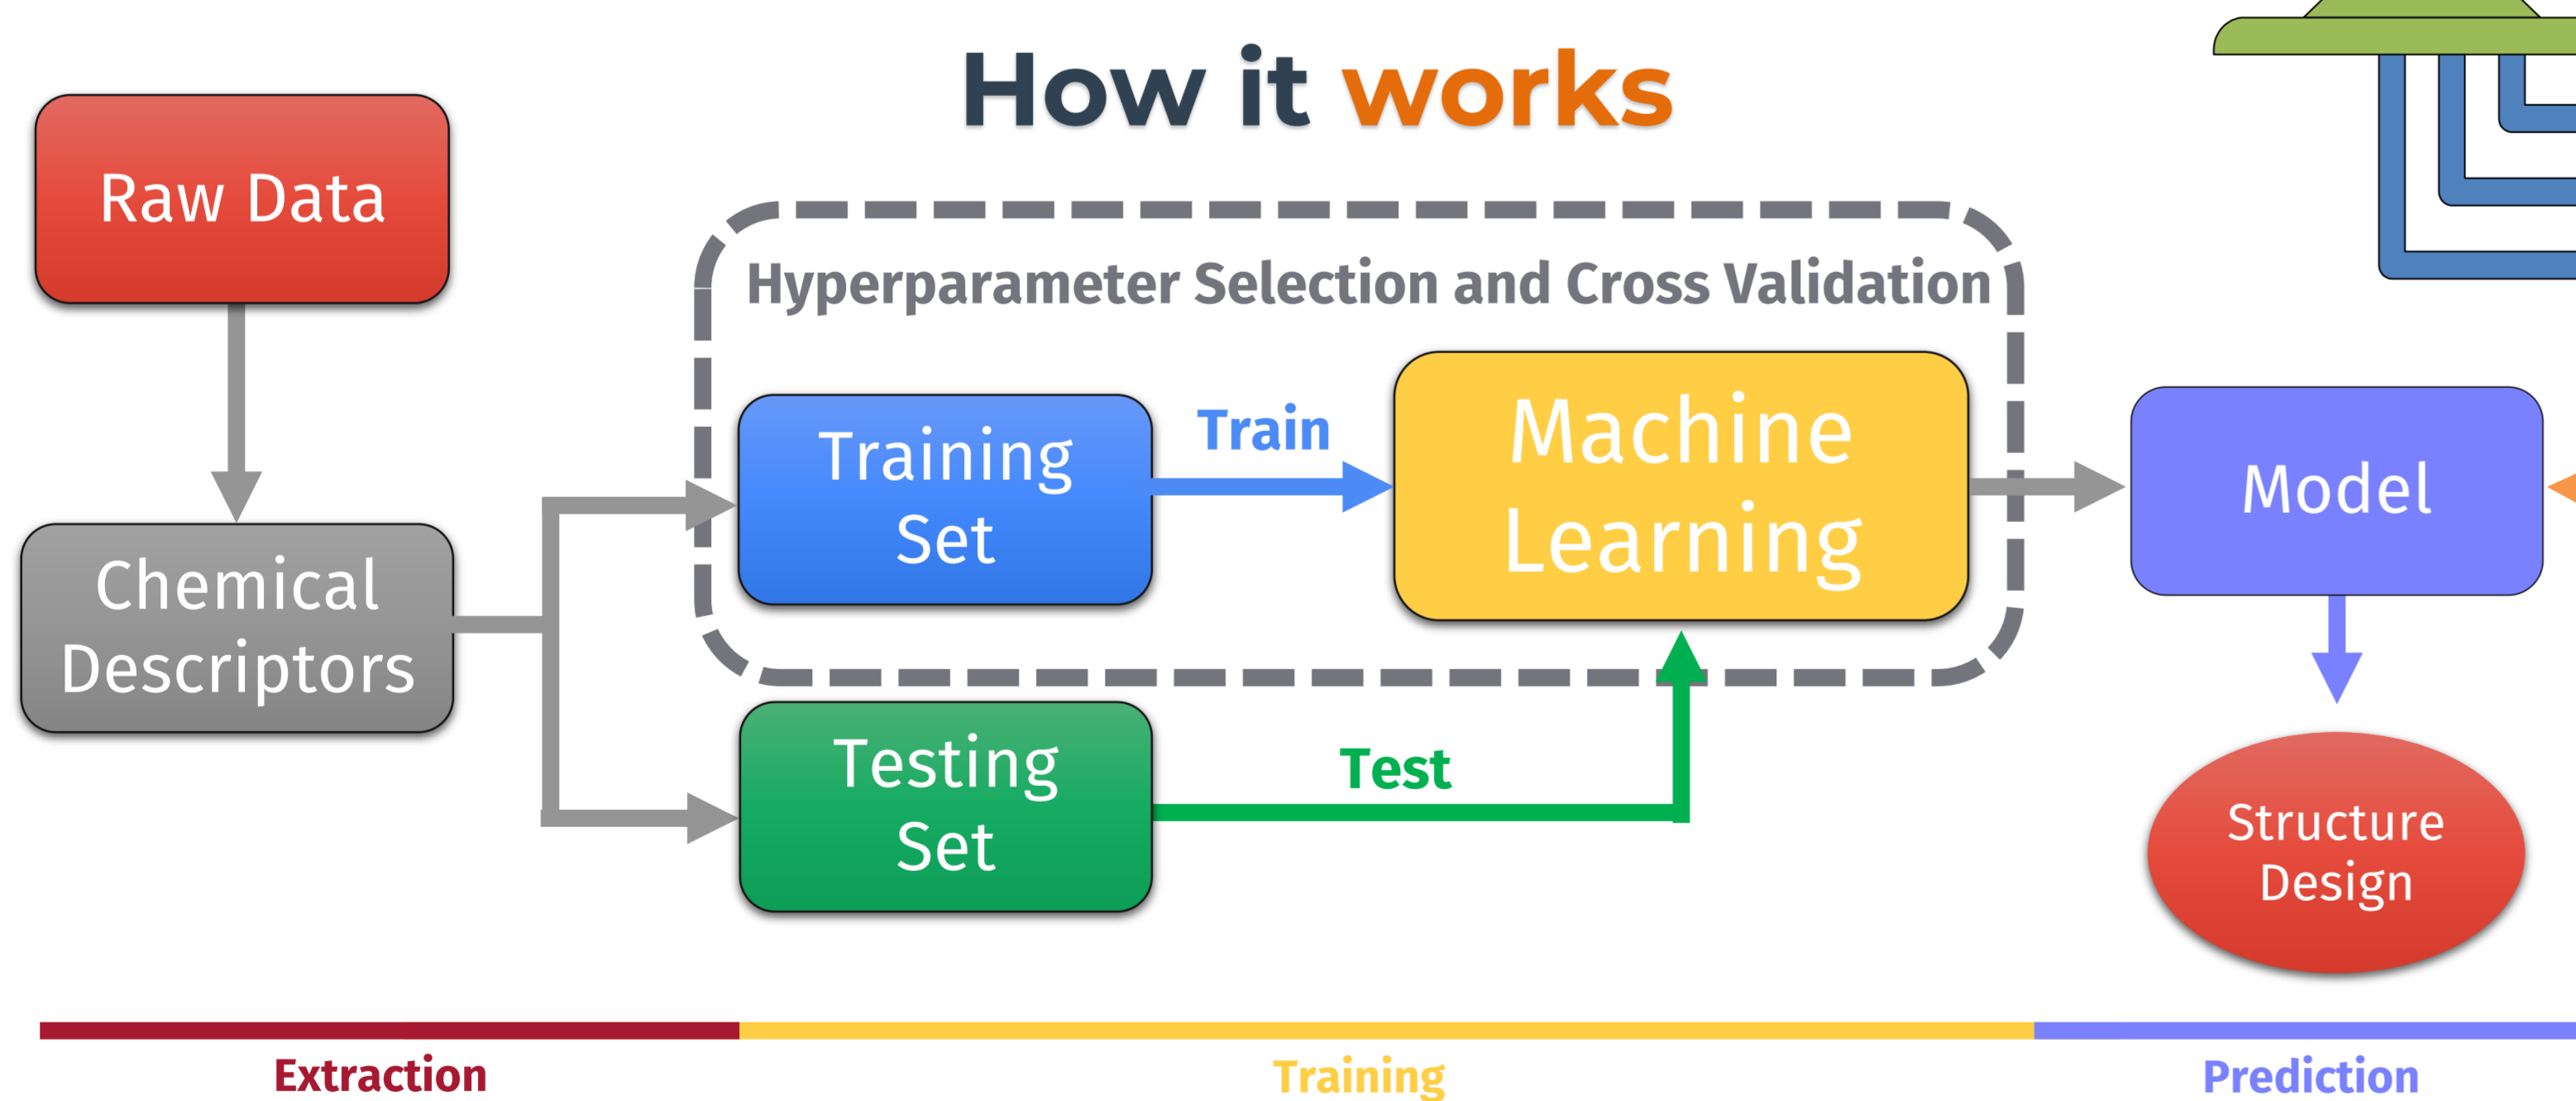 How it works
Raw Data
Hyperparameter Selection and Cross Validation
Chemical
Descriptors
Training
Set
Train
Machine
Learning
Model
Testing
Set
Test
Structure
Design
Extraction
Training
Prediction